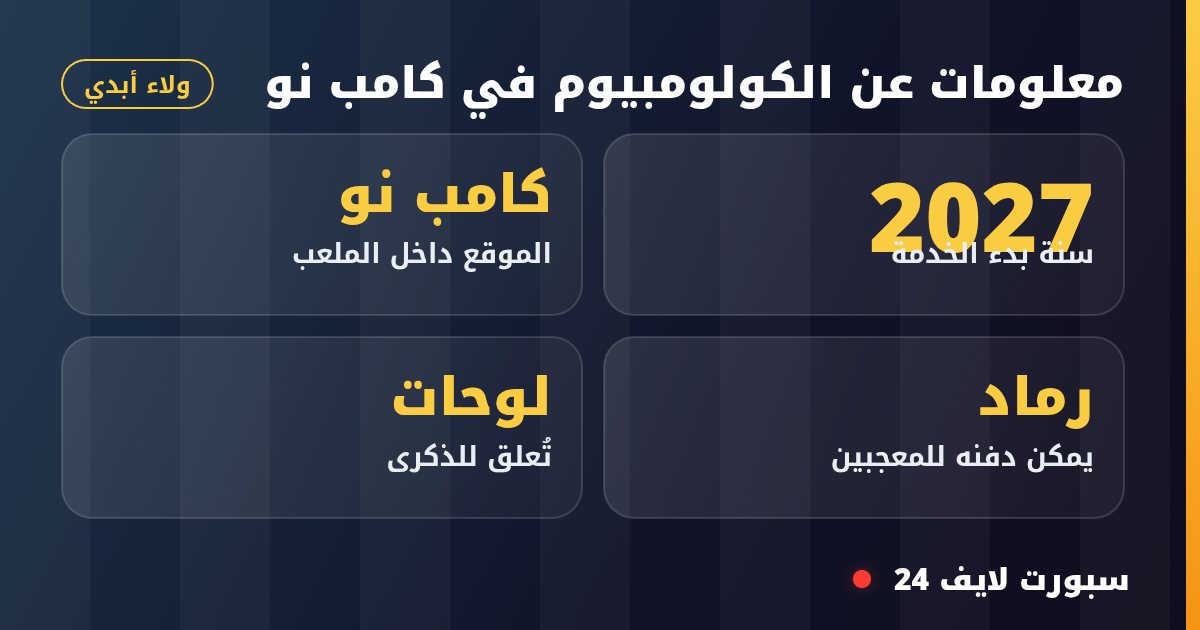 معلومات عن الكولومبيوم في كامب نو
ولاء أبدي
2027
سنة بدء الخدمة
كامب نو
الموقع داخل الملعب
رماد
يمكن دفنه للمعجبين
لوحات
تُعلق للذكرى
سبورت لايف 24